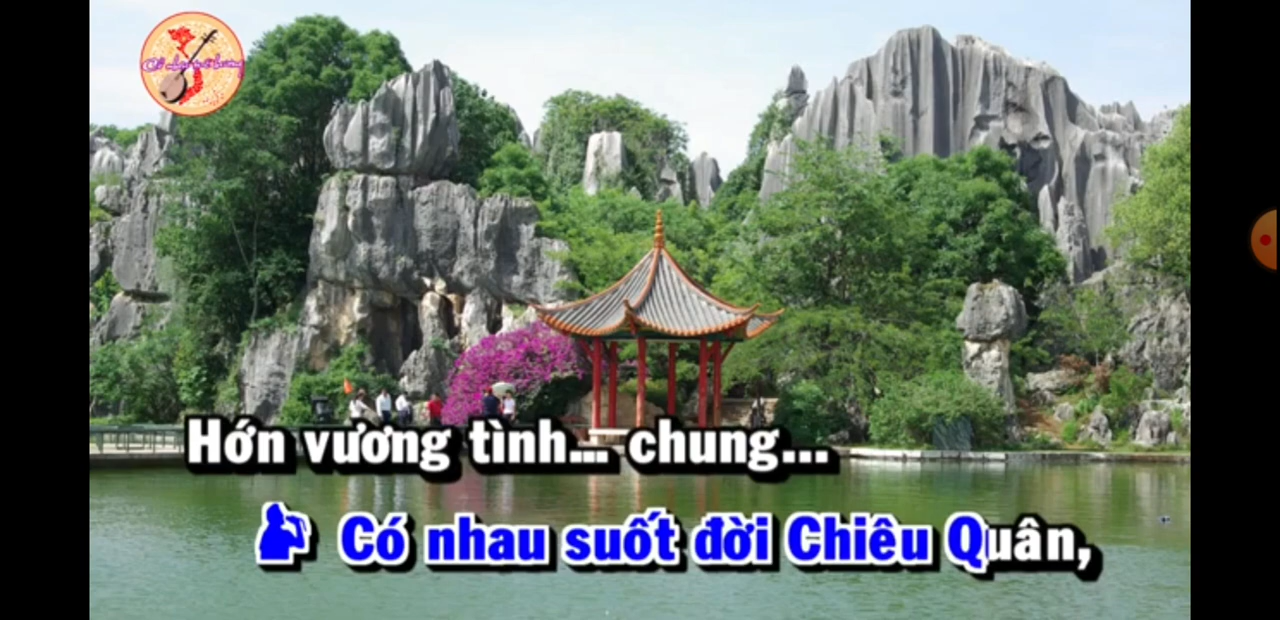 Hớn vương tình... chung...
Có nhau suốt đời Chiêu Quân,